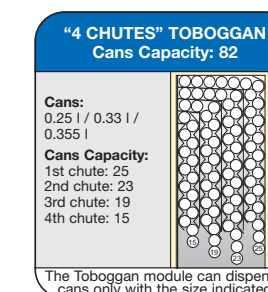 “4 CHUTES” TOBOGGAN
Cans Capacity: 82
Cans:
0.25 l / 0.33 l /
0.355 l
Cans Capacity:
1st chute: 25
2nd chute: 23
3rd chute: 19
4th chute: 15
15
19
23
25
The Toboggan module can dispen
cans only with the size indicated